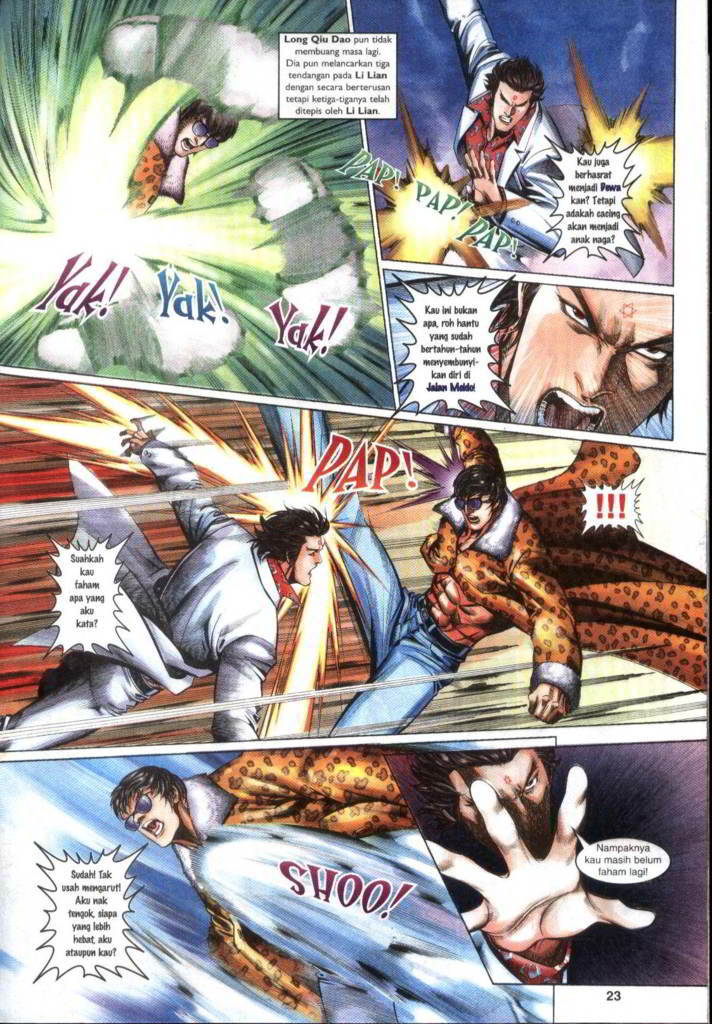 Long Qiu Dao pun tidak
membuang masa lagi.
Dia pun melancarkan tiga
tendangan pada Li Lian
dengan secara berterusan
tetapi ketiga-tiganya telah
ditepis oleh Li Lian.
PAP!
PAP!
PAP!
Kau juga
berhasrat
menjadi Dewa
kan? Tetapi
adakah cacing
akan menjadi
anak naga?
Yak!
Yak!
Yak!
Kau ini bukan
apa, roh hantu
yang sudah
bertahun-tahun
menyembunyi-
kan diri di
Jalan Meido!
PAP!
!!!
Suahkah
kau
faham
apa yang
aku
kata?
Sudah! Tak
usah mengarut!
Aku nak
tengok, siapa
yang lebih
hebat, aku
ataupun kau?
SHOO!
Nampaknya
kau masih belum
faham lagi!
23